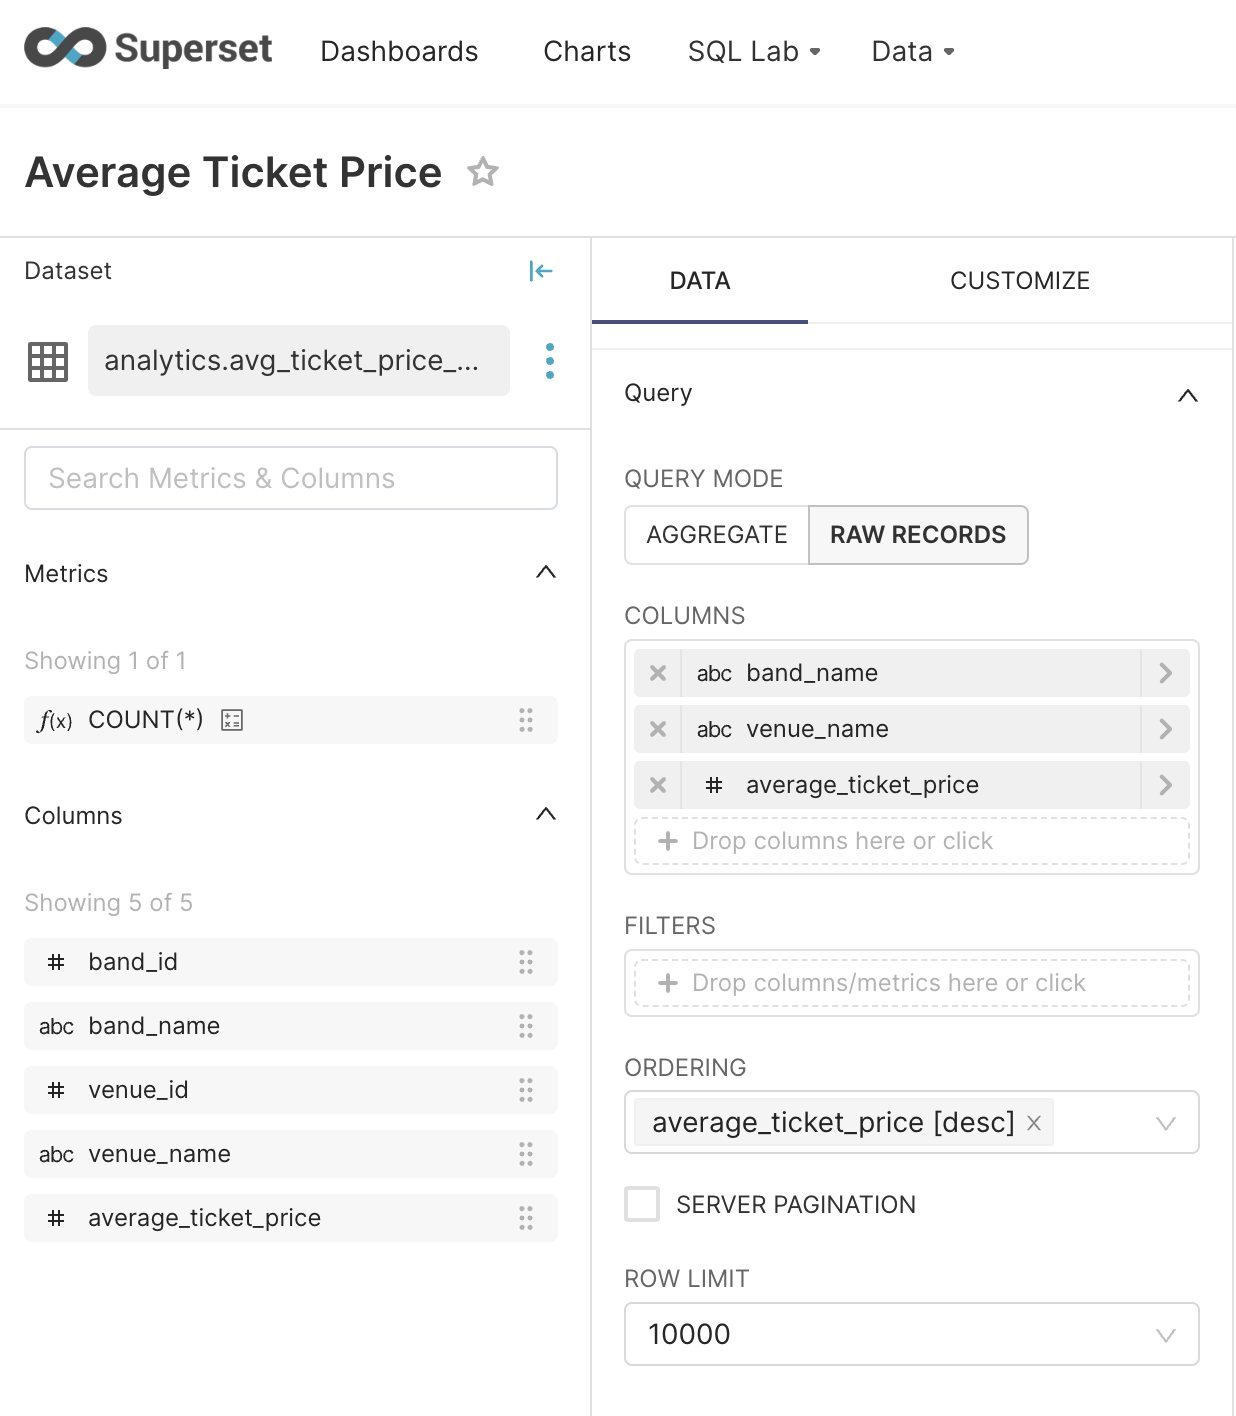 Superset Dashboards Charts SQL Lab Data
Average Ticket Price
Dataset
analytics.avg_ticket_price_...
Search Metrics & Columns
Metrics
Showing 1 of 1
f(x) COUNT(*)
Columns
Showing 5 of 5
# band_id
abc band_name
# venue_id
abc venue_name
# average_ticket_price
DATA CUSTOMIZE
Query
QUERY MODE
AGGREGATE RAW RECORDS
COLUMNS
abc band_name
abc venue_name
# average_ticket_price
+ Drop columns here or click
FILTERS
+ Drop columns/metrics here or click
ORDERING
average_ticket_price [desc]
SERVER PAGINATION
ROW LIMIT
10000